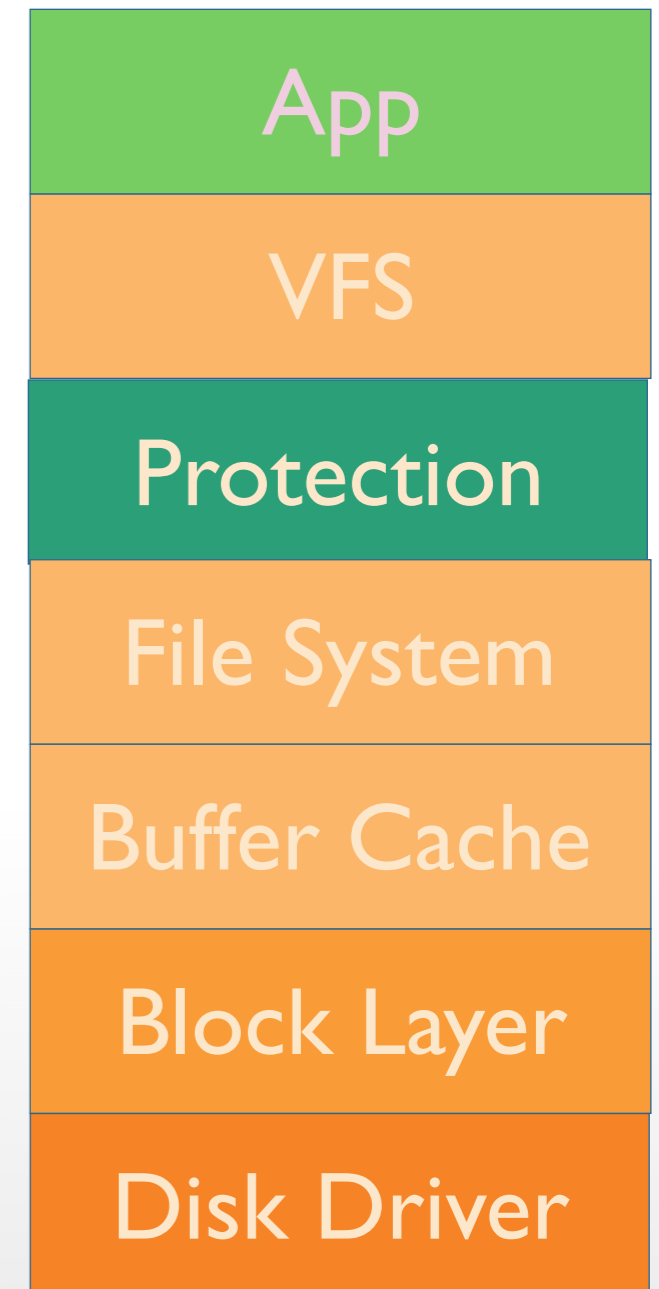 App
VFS
Protection
File System
Buffer Cache
Block Layer
Disk Driver